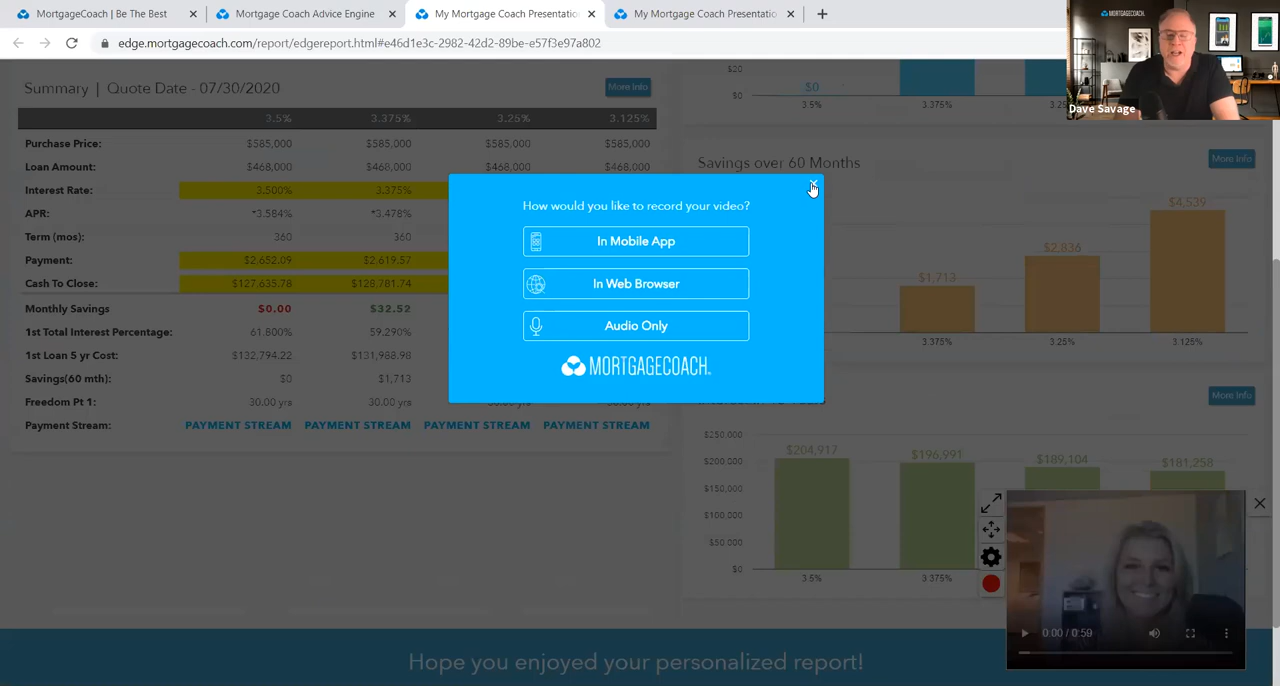 MortgageCoach | Be The Best
Mortgage Coach Advice Engine
My Mortgage Coach Presentatio
My Mortgage Coach Presentatio
edge.mortgagecoach.com/report/edgereport.html#e46d1e3c-2982-42d2-89be-e57f3e97a802
MORTGAGECOACH
Dave Savage
Summary | Quote Date - 07/30/2020
More Info
3.5% 3.375% 3.25% 3.125%
Purchase Price: $585,000 $585,000 $585,000 $585,000
Loan Amount: $468,000 $468,000 $468,000 $468,000
Interest Rate: 3.500% 3.375%
APR: *3.584% *3.478%
Term (mos): 360 360
Payment: $2,652.09 $2,619.57
Cash To Close: $127,635.78 $128,781.74
Monthly Savings $0.00 $32.52
1st Total Interest Percentage: 61.800% 59.290%
1st Loan 5 yr Cost: $132,794.22 $131,988.98
Savings(60 mth): $0 $1,713
Freedom Pt 1: 30.00 yrs 30.00 yrs
Payment Stream: PAYMENT STREAM PAYMENT STREAM PAYMENT STREAM PAYMENT STREAM
How would you like to record your video?
In Mobile App
In Web Browser
Audio Only
MORTGAGECOACH
$20
$0
$0
3.5% 3.375% 3.25
Savings over 60 Months
More Info
$1,713 $2,836 $4,539
3.375% 3.25% 3.125%
More Info
$250,000
$200,000
$150,000
$100,000
$50,000
$0
$204,917 $196,991 $189,104 $181,258
3.5% 3.375%
0:00 / 0:59
Hope you enjoyed your personalized report!